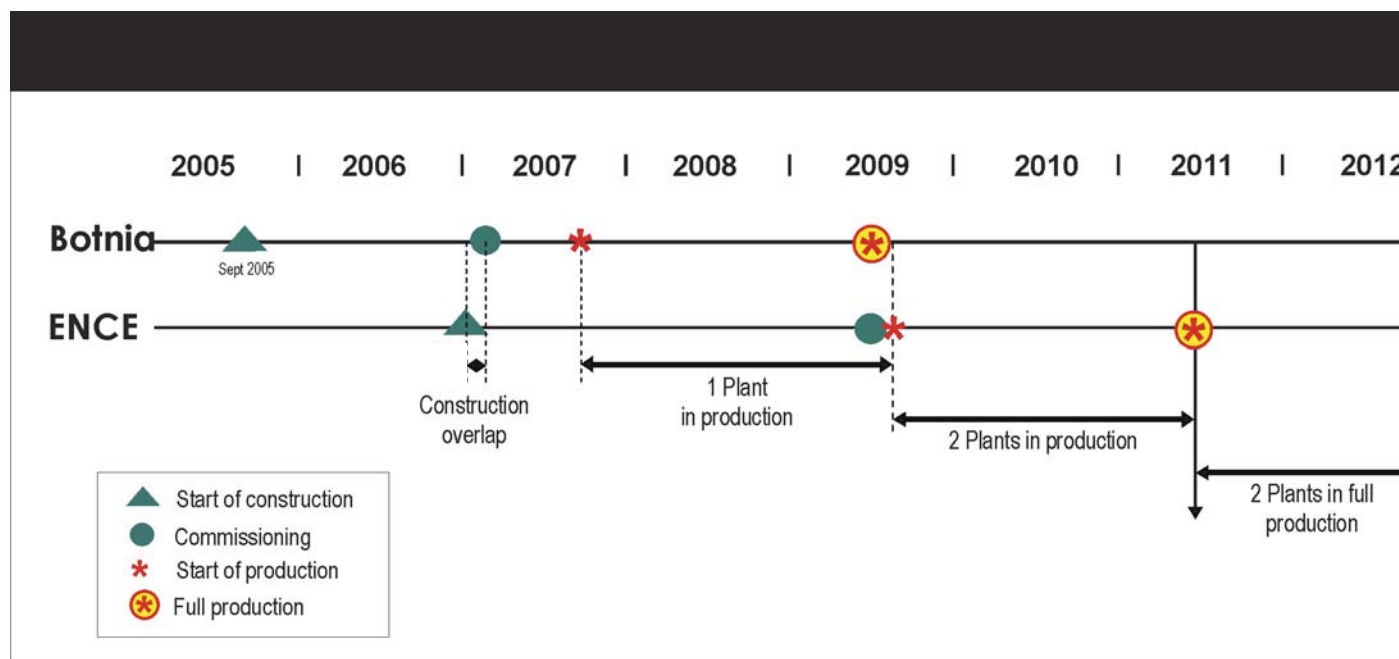 2005 | 2006 | 2007 | 2008 | 2009 | 2010 | 2011 | 2012
Botnia
Sept 2005
ENCE
1 Plant
in production
Construction
overlap
2 Plants in production
2 Plants in full
production
Start of construction
Commissioning
Start of production
Full production